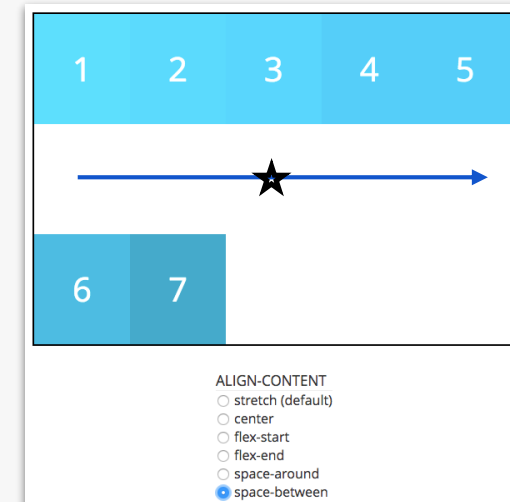 1 2 3 4 5
6 7
ALIGN-CONTENT
stretch (default)
center
flex-start
flex-end
space-around
space-between